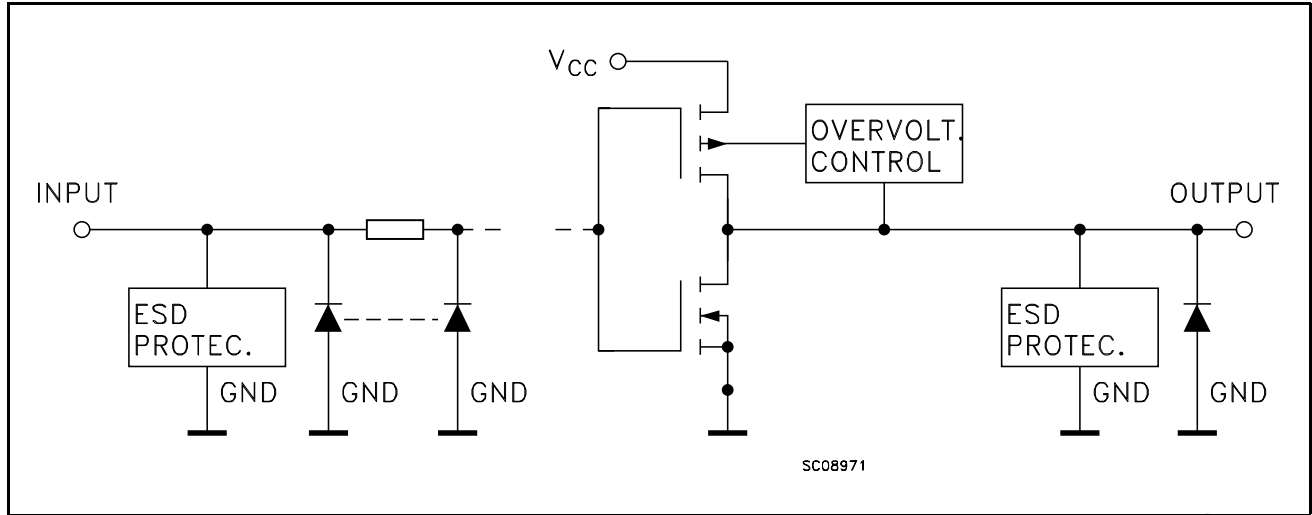 VCC
OVERVOLT.
CONTROL
INPUT
OUTPUT
ESD
PROTEC.
GND
GND
GND
ESD
PROTEC.
GND
GND
SC08971